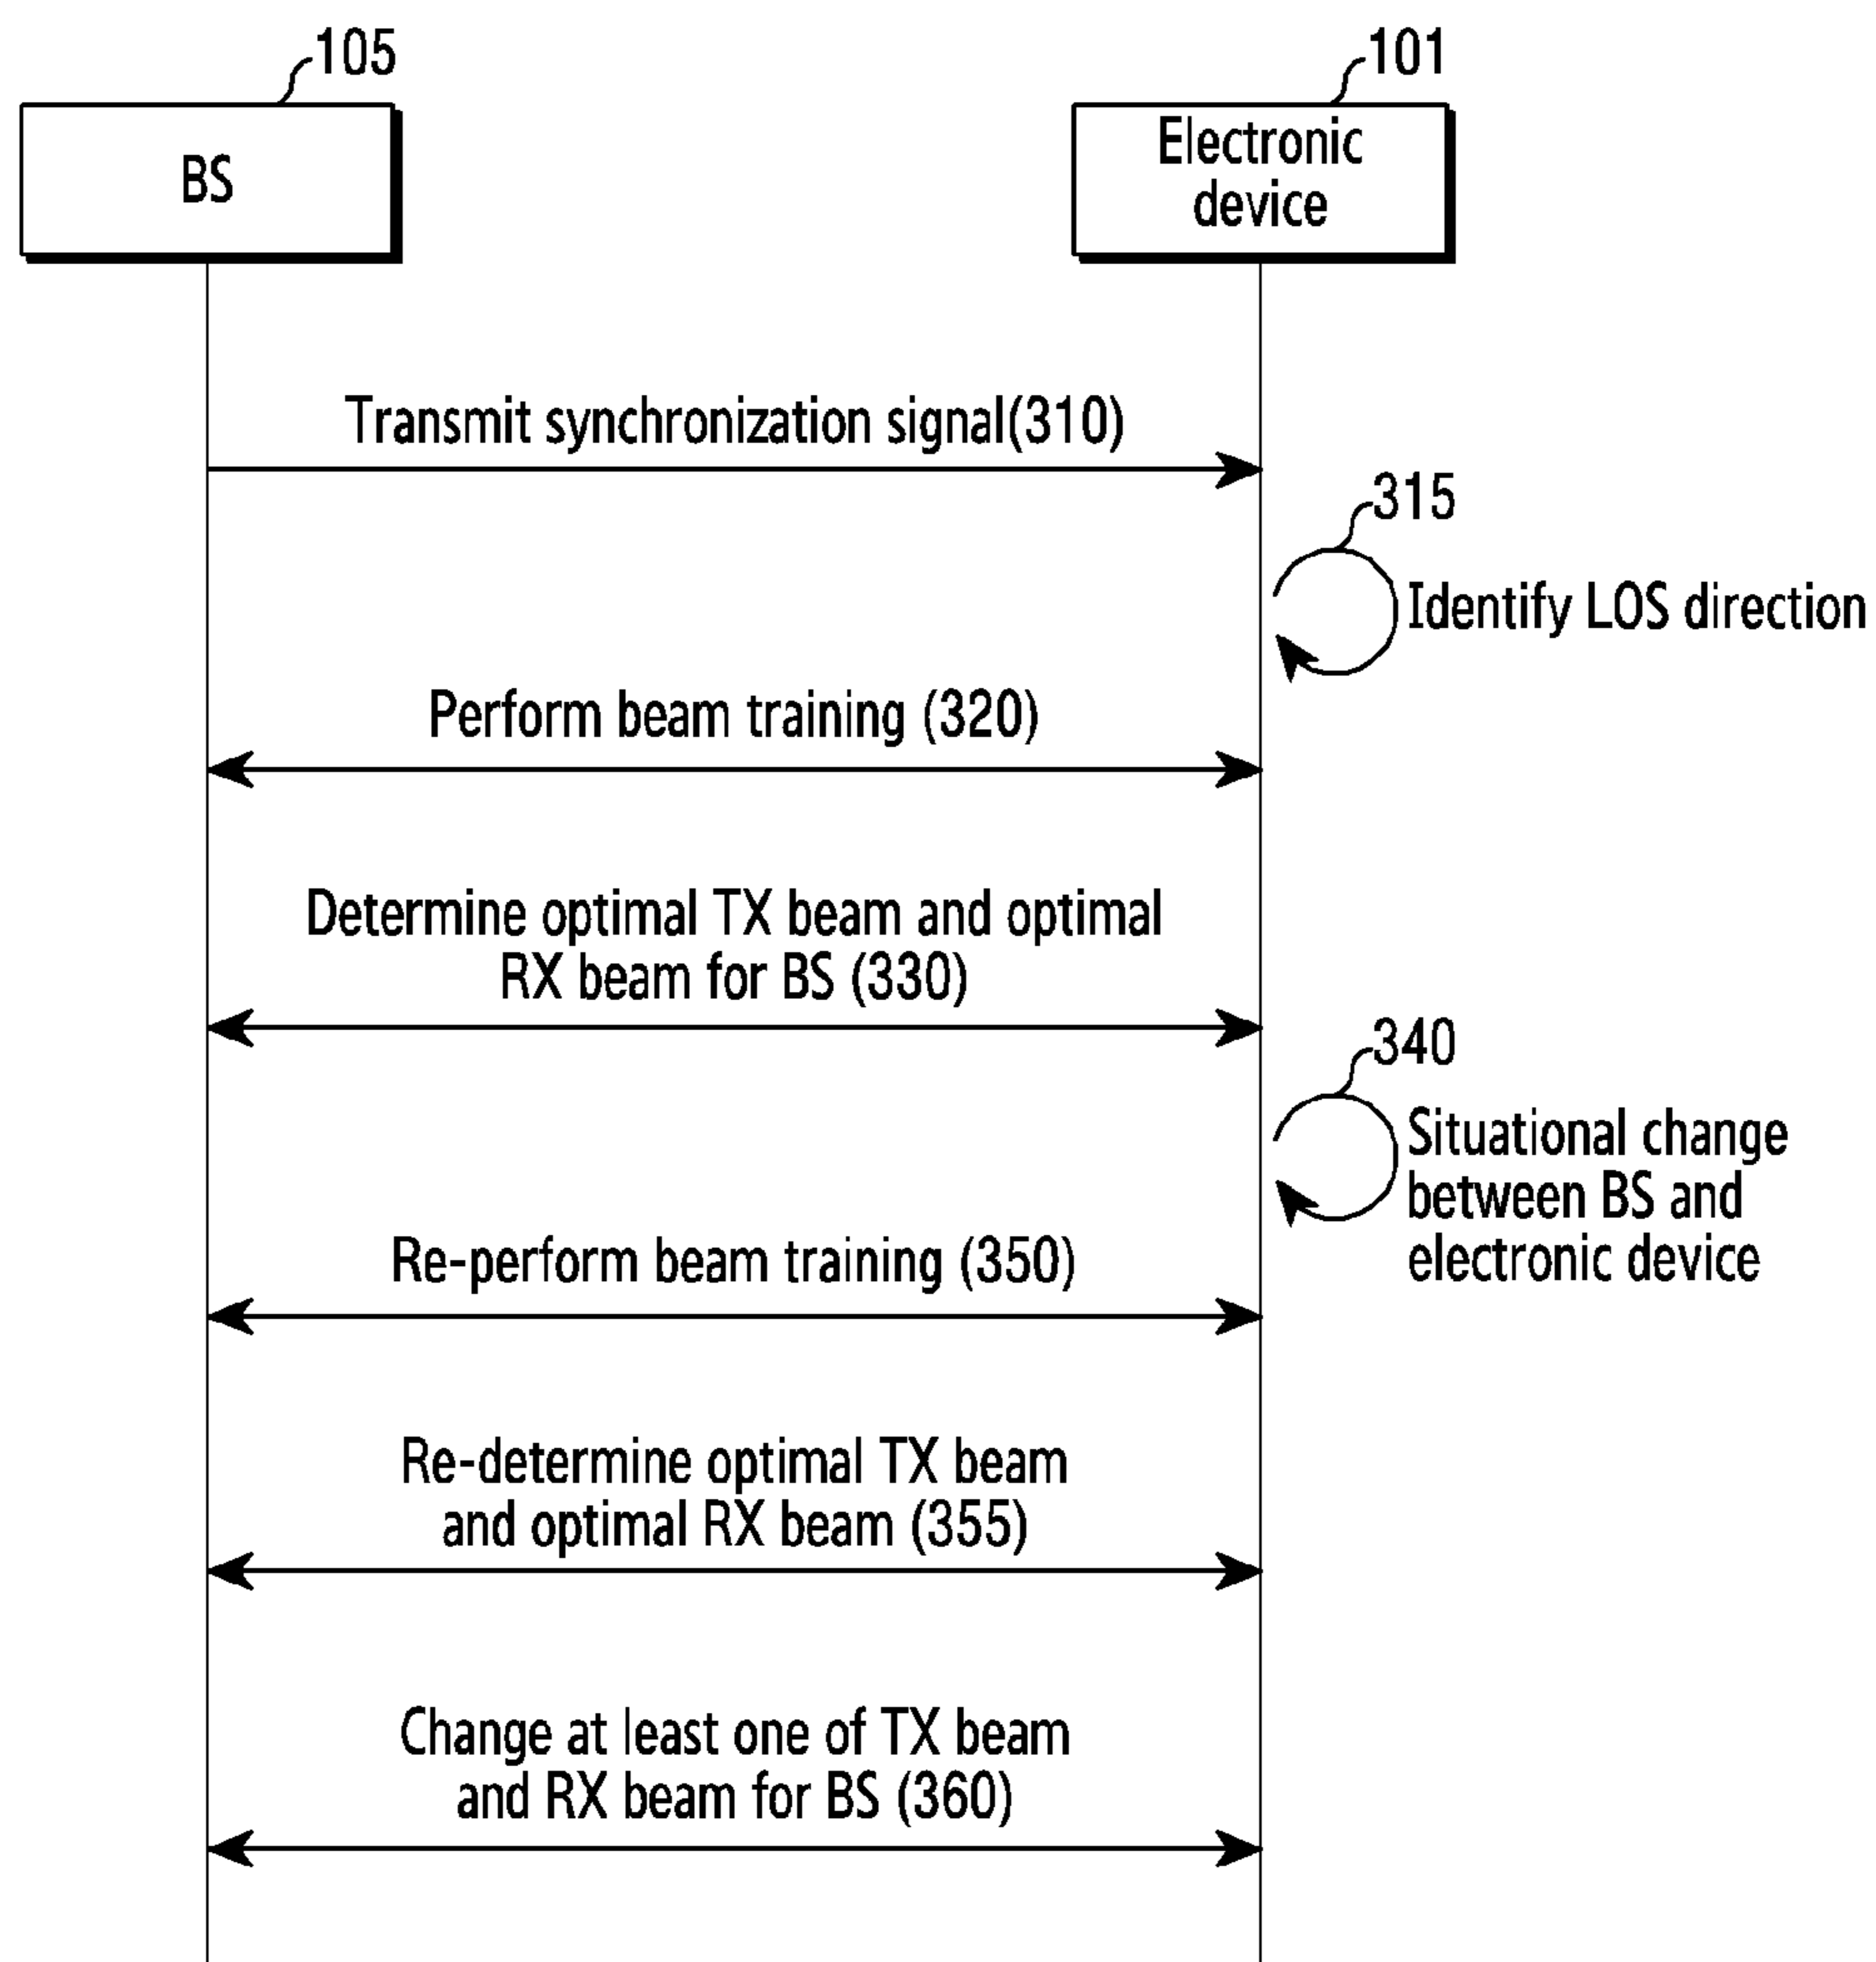 105
101
BS
Electronic
device
Transmit synchronization signal(310)
315
Identify LOS direction
Perform beam training (320)
Determine optimal TX beam and optimal
RX beam for BS (330)
340
Situational change
between BS and
electronic device
Re-perform beam training (350)
Re-determine optimal TX beam
and optimal RX beam (355)
Change at least one of TX beam
and RX beam for BS (360)